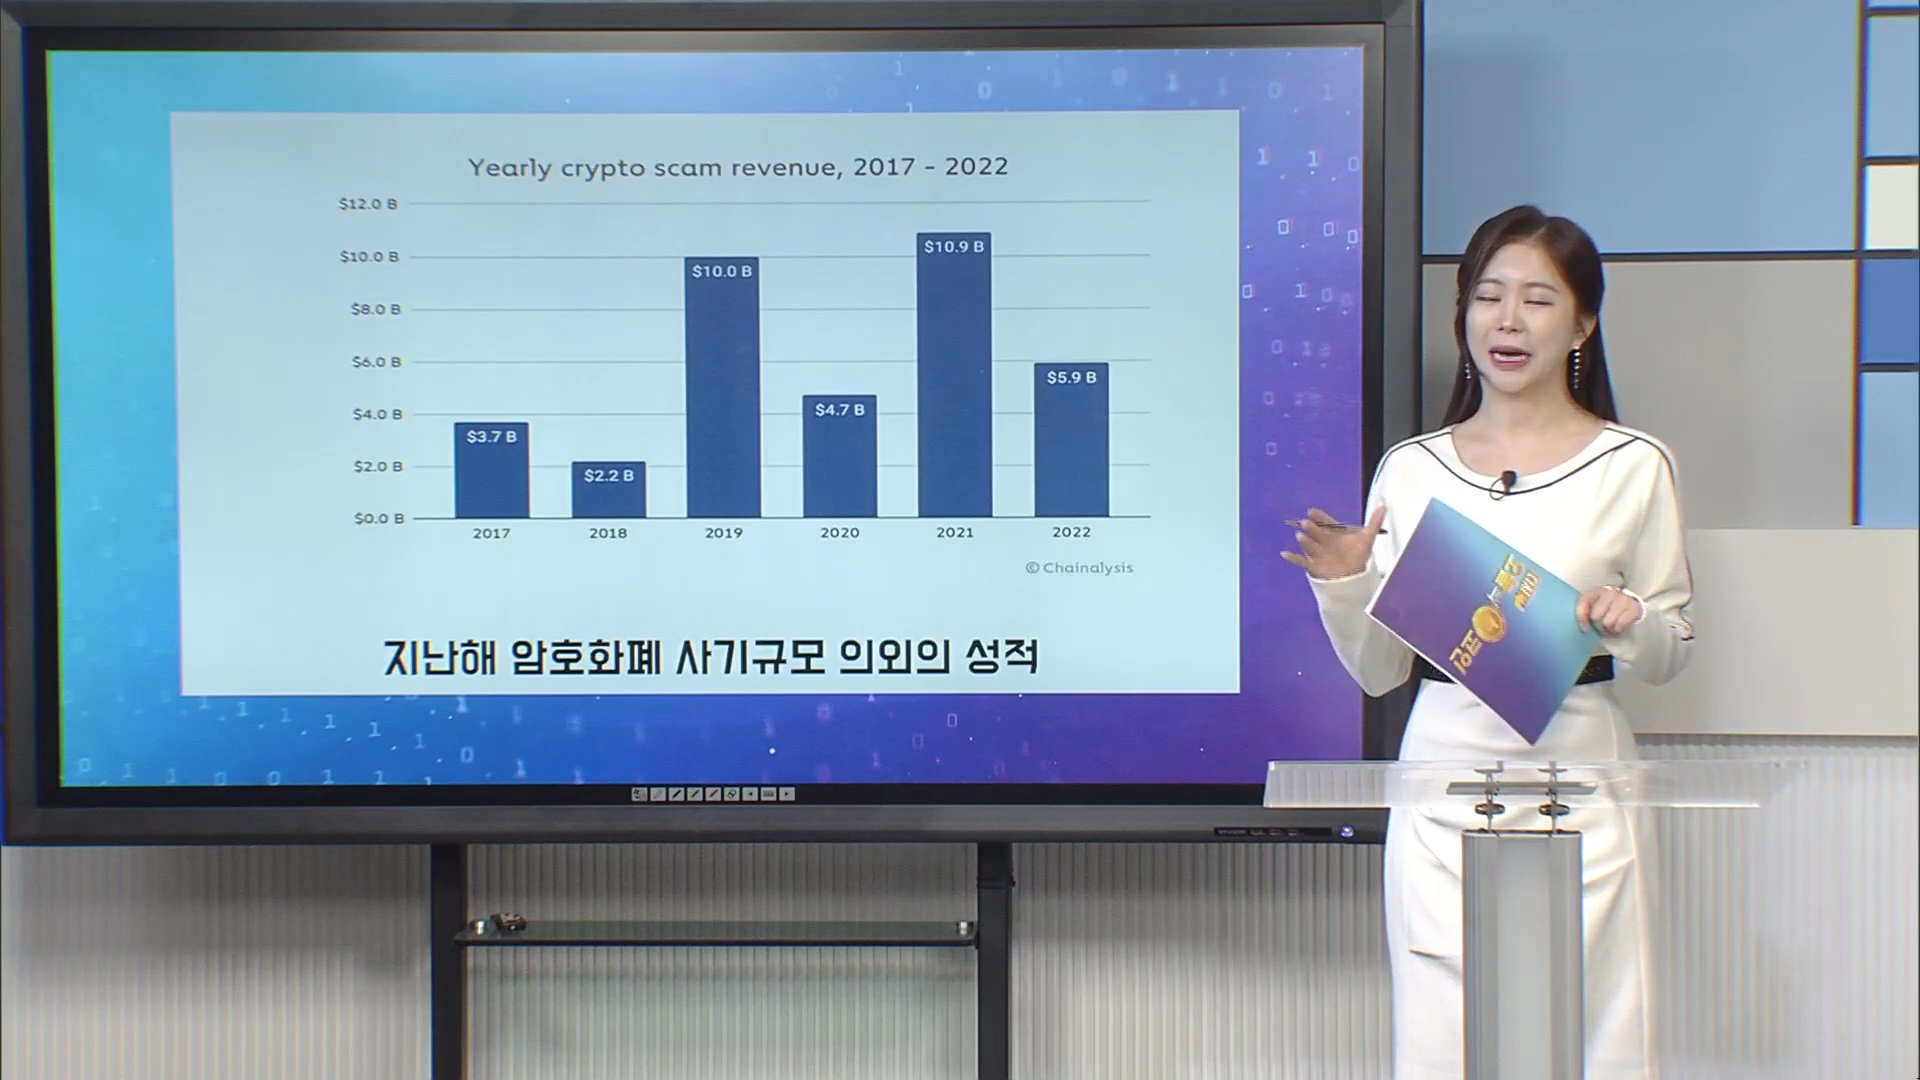 Yearly crypto scam revenue, 2017 - 2022
$12.0 B
$10.0 B
$8.0 B
$6.0 B
$4.0 B
$2.0 B
$0.0 B
$3.7 B
$2.2 B
$10.0 B
$4.7 B
$10.9 B
$5.9 B
2017
2018
2019
2020
2021
2022
© Chainalysis
지난해 암호화폐 사기규모 의외의 성적